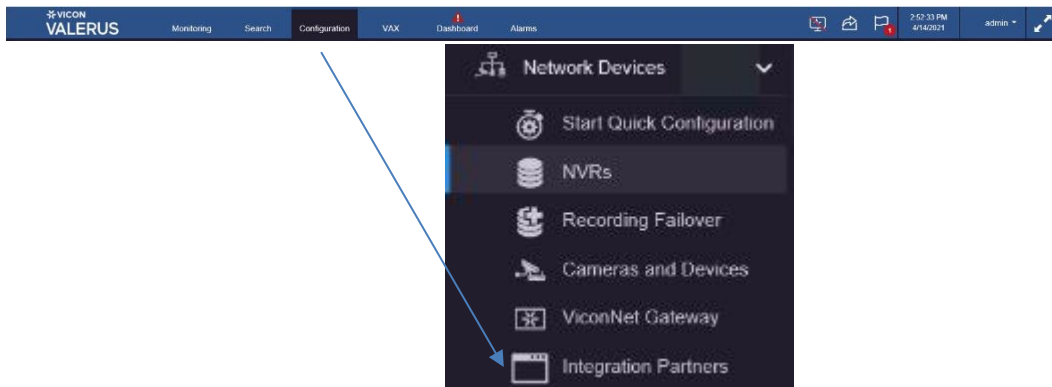 VICON
VALERUS Monitoring Search Configuration VAX Dashboard Alarms 1 2:52:33 PM 4/14/2021 admin
Network Devices
Start Quick Configuration
NVRs
Recording Failover
Cameras and Devices
ViconNet Gateway
Integration Partners